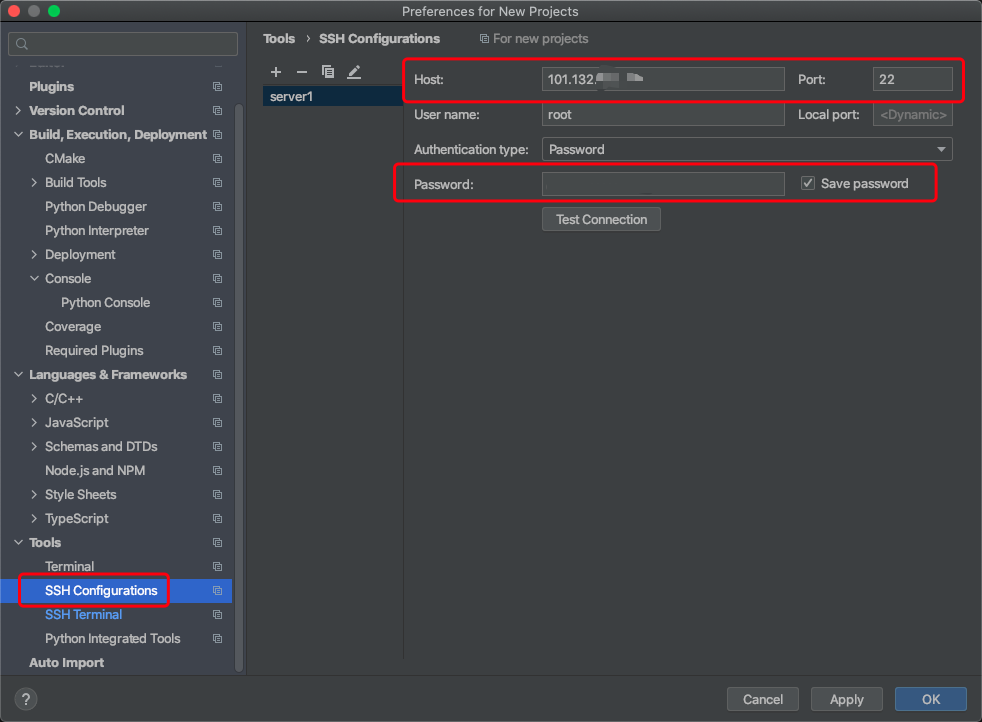 Preferences for New Projects
Tools › SSH Configurations For new projects
Plugins
Version Control
Build, Execution, Deployment
CMake
Build Tools
Python Debugger
Python Interpreter
Deployment
Console
Python Console
Coverage
Required Plugins
Languages & Frameworks
C/C++
JavaScript
Schemas and DTDs
Node.js and NPM
Style Sheets
TypeScript
Tools
Terminal
SSH Configurations
SSH Terminal
Python Integrated Tools
Auto Import
server1
Host: 101.132. Port: 22
User name: root Local port: <Dynamic>
Authentication type: Password
Password: Save password
Test Connection
? Cancel Apply OK